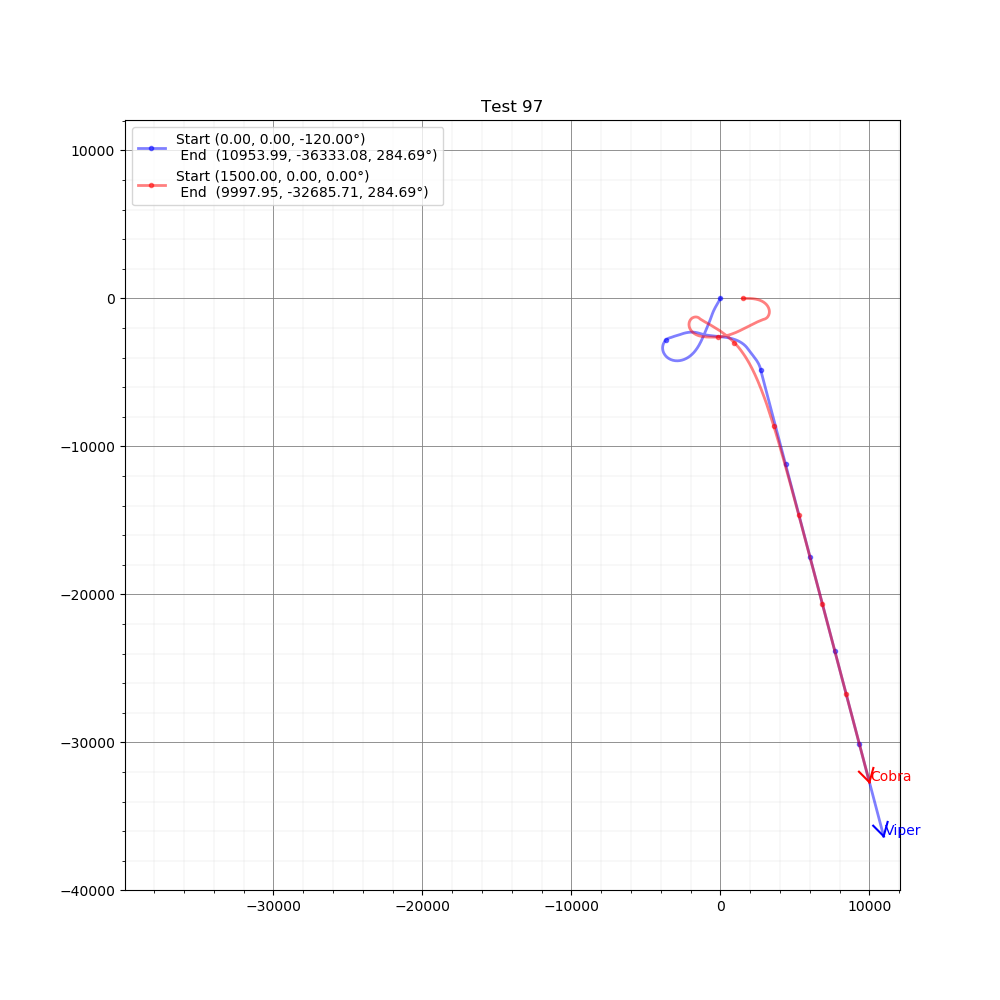 Test 97
Start (0.00, 0.00, -120.00°)
End  (10953.99, -36333.08, 284.69°)
Start (1500.00, 0.00, 0.00°)
End  (9997.95, -32685.71, 284.69°)
10000
0
−10000
−20000
−30000
−40000
Cobra
Viper
−30000
−20000
−10000
0
10000